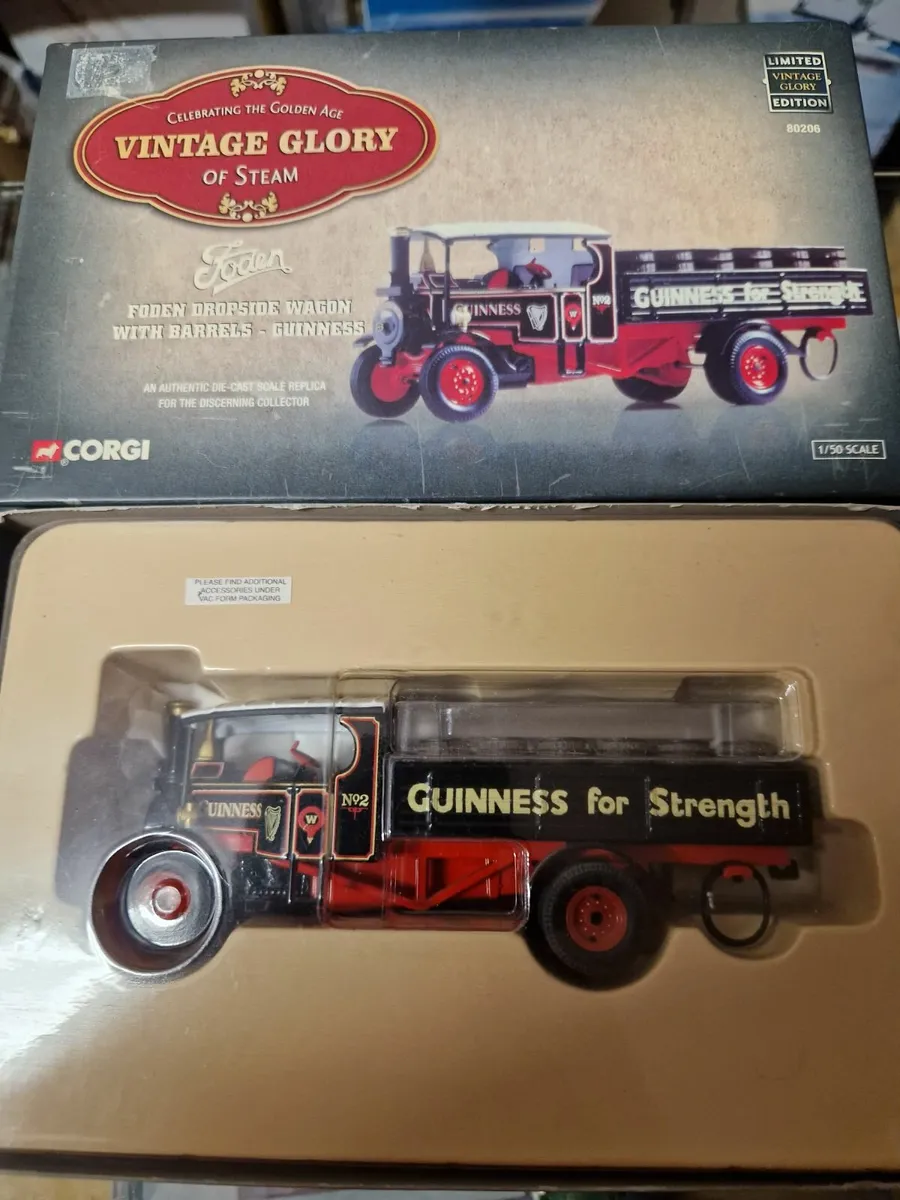 CELEBRATING THE GOLDEN AGE
VINTAGE GLORY
OF STEAM
LIMITED
VINTAGE
GLORY
EDITION
80206
Foden
FODEN DROPSIDE WAGON
WITH BARRELS - GUINNESS
AN AUTHENTIC DIE-CAST SCALE REPLICA
FOR THE DISCERNING COLLECTOR
GUINNESS
W
Nº2
GUINNESS for Strength
CORGI
®
1/50 SCALE
PLEASE FIND ADDITIONAL
ACCESSORIES UNDER
VAC FORM PACKAGING
GUINNESS
W
Nº2
GUINNESS for Strength